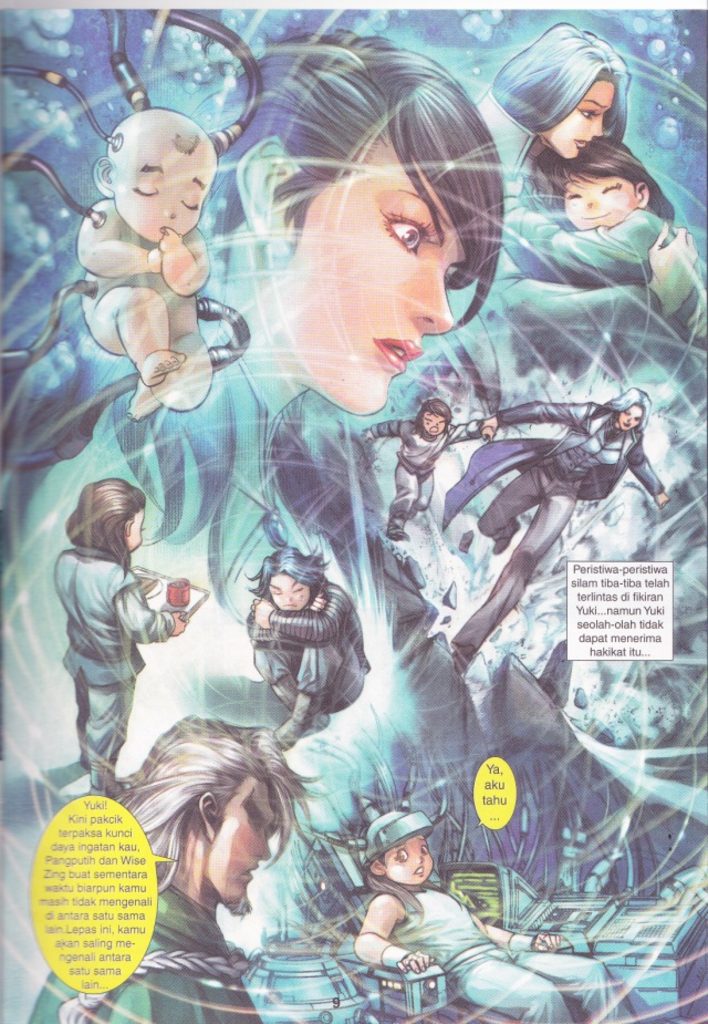 Peristiwa-peristiwa
silam tiba-tiba telah
terlintas di fikiran
Yuki...namun Yuki
seolah-olah tidak
dapat menerima
hakikat itu...
Ya,
aku
tahu
...
Yuki!
Kini pakcik
terpaksa kunci
daya ingatan kau,
Pangputih dan Wise
Zing buat sementara
waktu biarpun kamu
masih tidak mengenali
di antara satu sama
lain.Lepas ini, kamu
akan saling me-
ngenali antara
satu sama
lain...
9